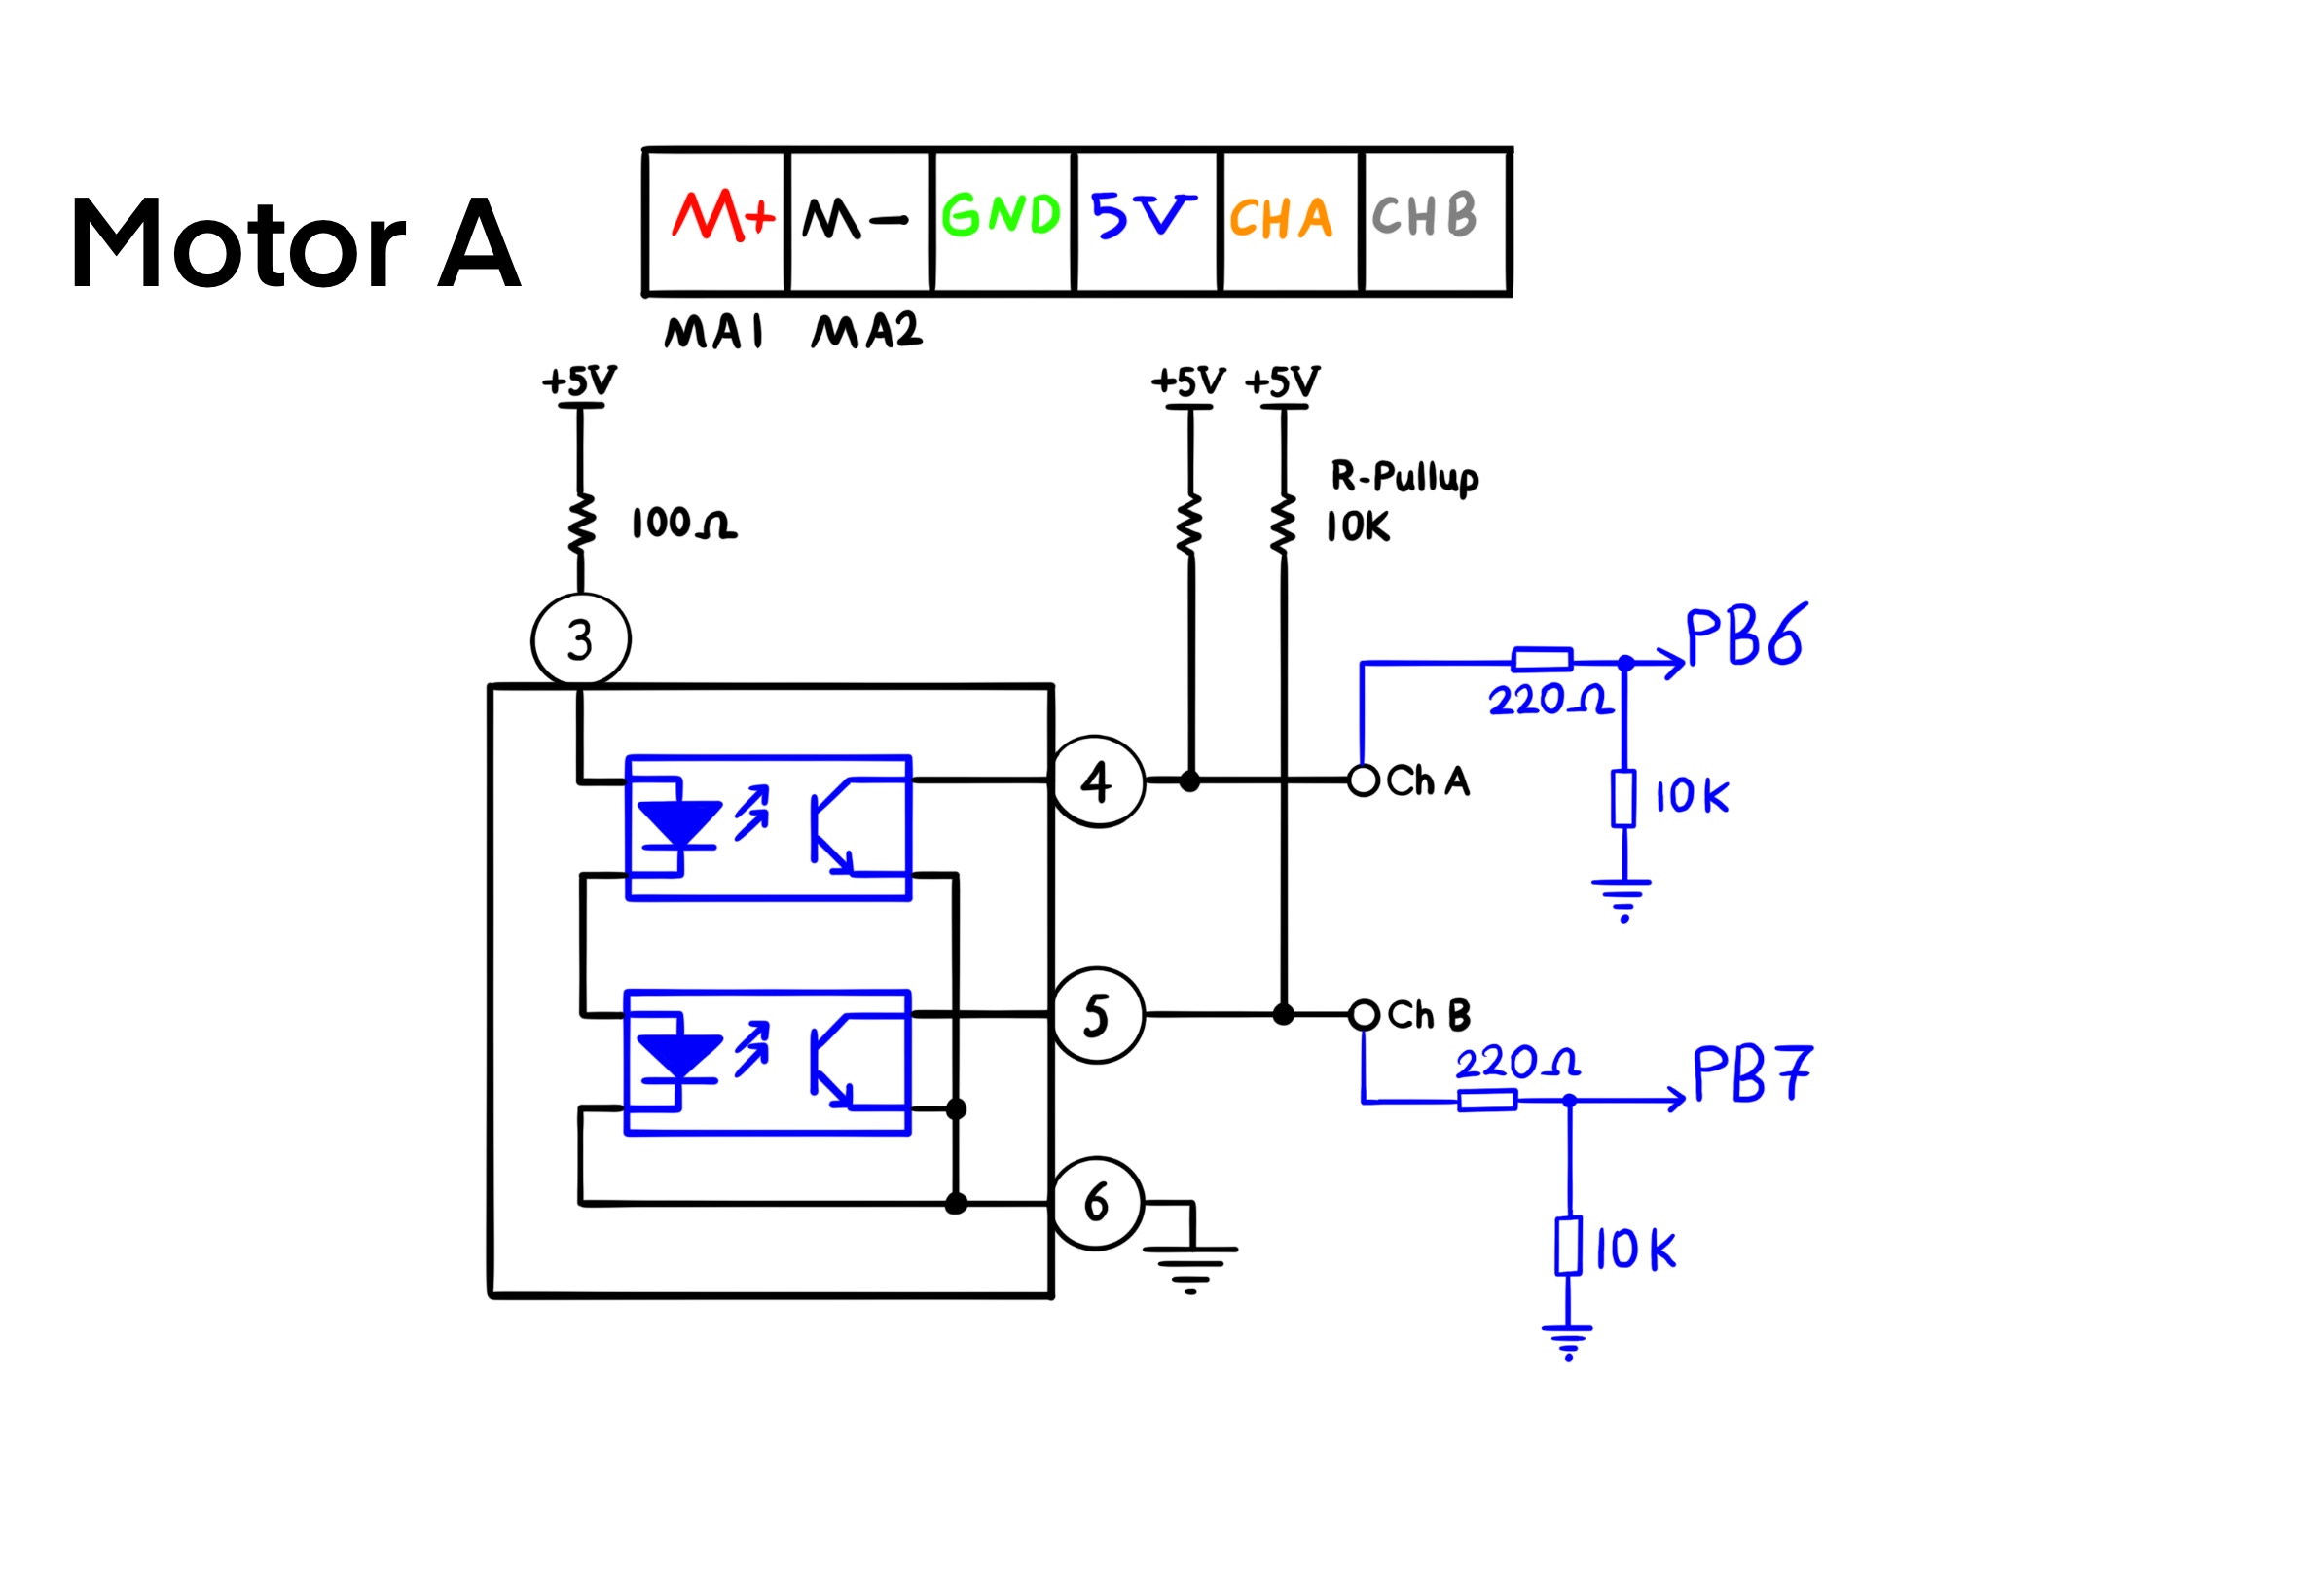 Motor A
M+ M- GND 5V CHA CHB
MA1 MA2
+5V
+5V +5V
R-Pullup
100Ω
10K
3
PB6
220Ω
4
Ch A
10K
5
Ch B
220Ω
PB7
6
10K